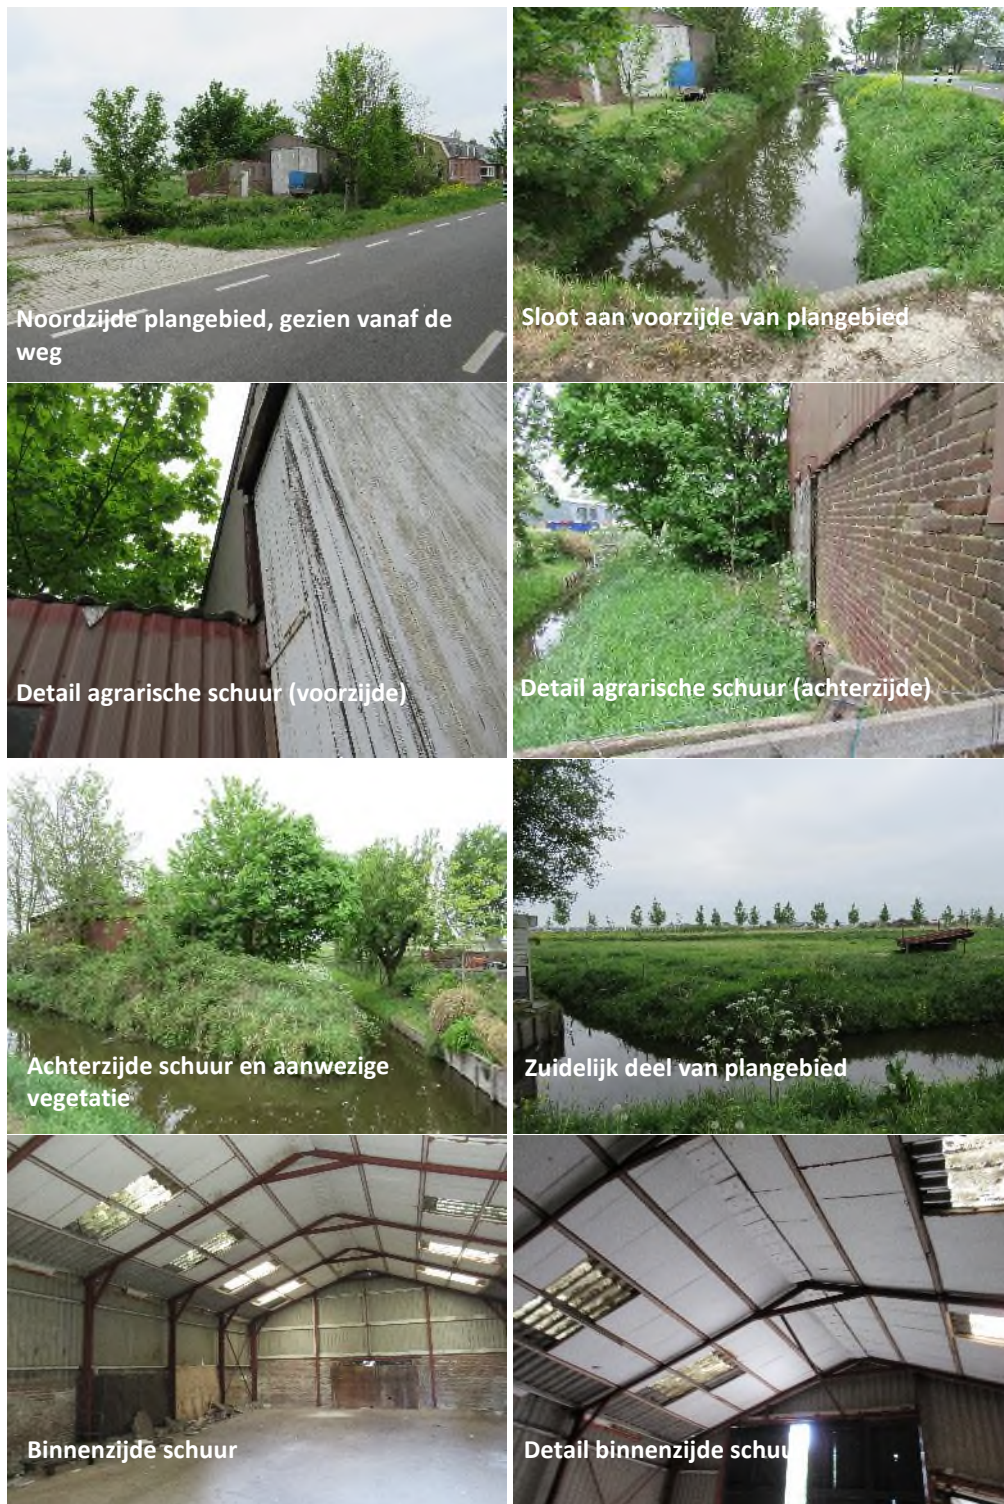 Noordzijde plangebied, gezien vanaf de
weg
Sloot aan voorzijde van plangebied
Detail agrarische schuur (voorzijde)
Detail agrarische schuur (achterzijde)
Achterzijde schuur en aanwezige
vegetatie
Zuidelijk deel van plangebied
Binnenzijde schuur
Detail binnenzijde schuur